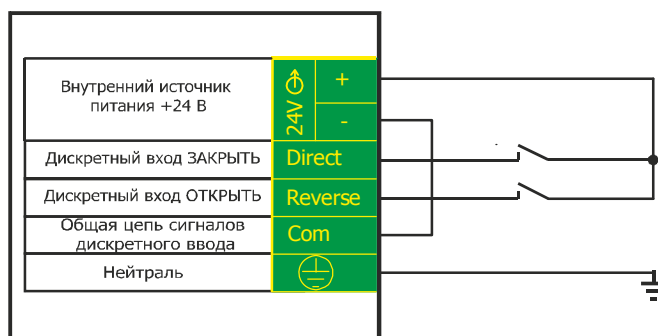 Внутренний источник
питания +24 В
24V
+
-
Дискретный вход ЗАКРЫТЬ
Direct
Дискретный вход ОТКРЫТЬ
Reverse
Общая цепь сигналов
дискретного ввода
Com
Нейтраль